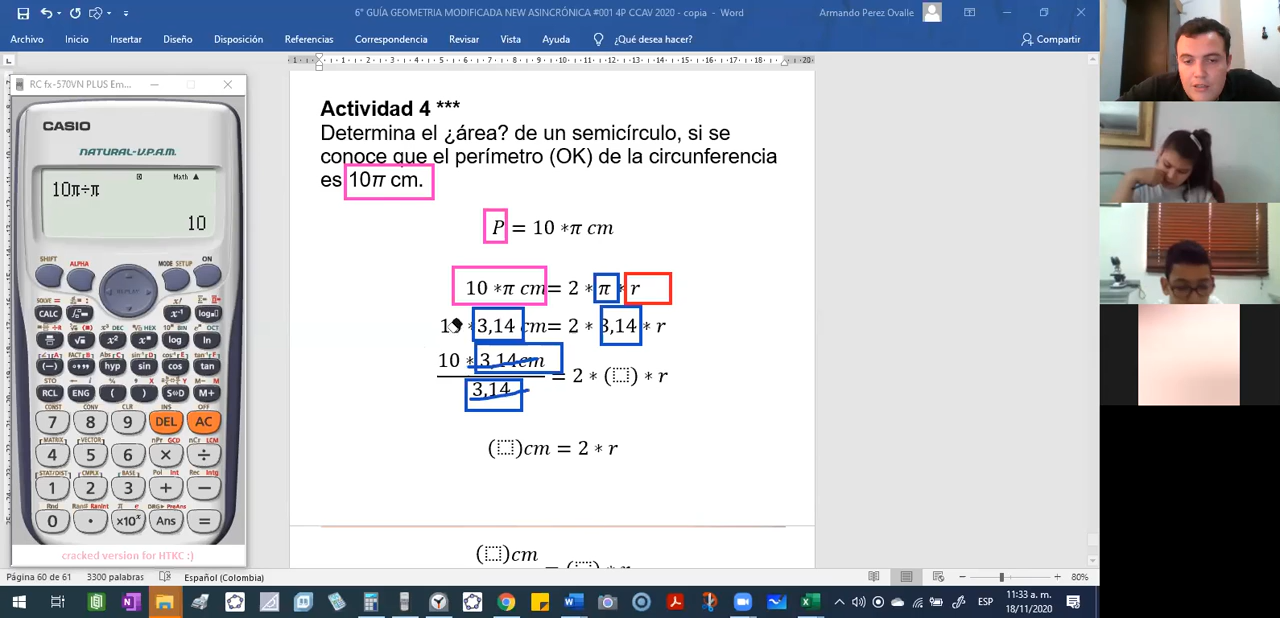 6° GUÍA GEOMETRIA MODIFICADA NEW ASINCRÓNICA #001 4P CCAV 2020 - copia - Word
Armando Perez Ovalle
Archivo Inicio Insertar Diseño Disposición Referencias Correspondencia Revisar Vista Ayuda ¿Qué desea hacer? Compartir
RC fx-570VN PLUS Em...
CASIO
NATURAL-V.P.A.M.
Math
10π÷π
10
SHIFT ALPHA MODE SETUP ON
CALC
log ln
hyp sin cos tan
RCL ENG ( ) S⇔D M+
7 8 9 DEL AC
4 5 6 × ÷
1 2 3 + −
0 . ×10ˣ Ans =
cracked version for HTKC :)
Actividad 4 ***
Determina el ¿área? de un semicírculo, si se
conoce que el perímetro (OK) de la circunferencia
es 10π cm.
P = 10 ∗π cm
10 ∗π cm= 2 ∗ π ∗ r
∗ 3,14 cm= 2 ∗ 3,14 ∗ r
10 ∗ 3,14cm
3,14
= 2 ∗ (⬚) ∗ r
(⬚)cm = 2 ∗ r
(⬚)cm
Página 60 de 61 3300 palabras Español (Colombia) 80%
ESP
11:33 a. m.
18/11/2020